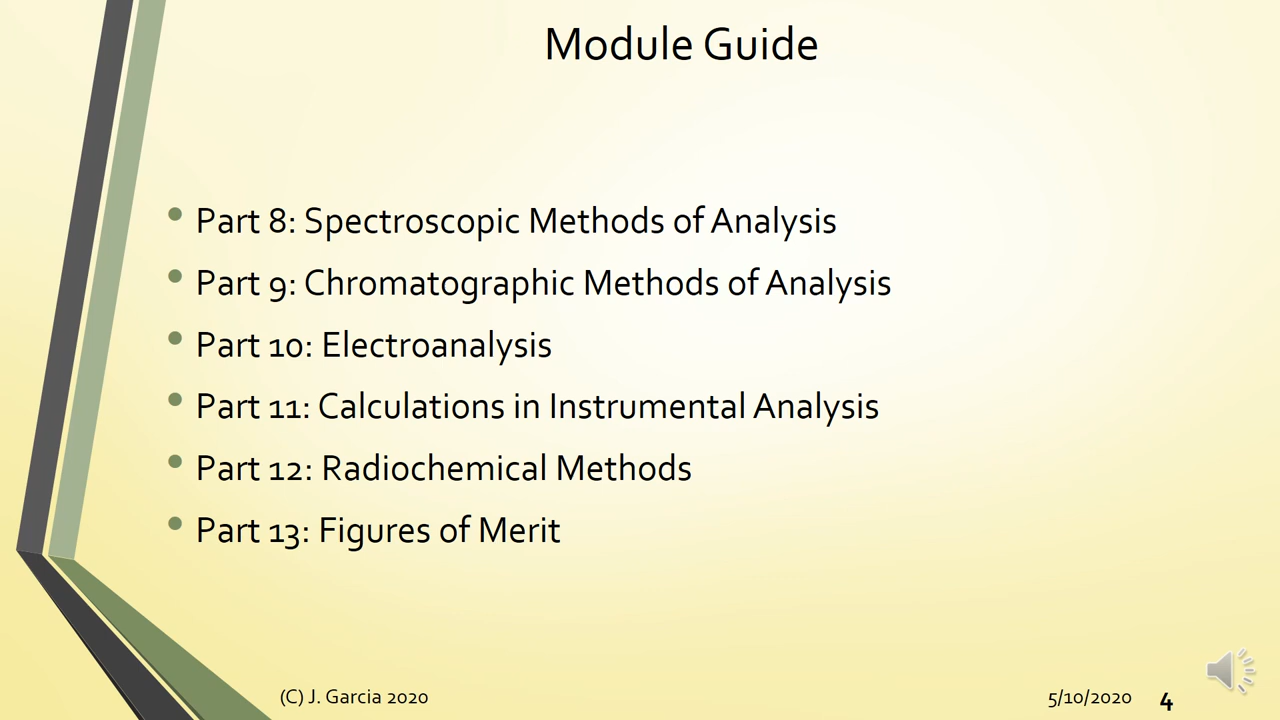 Module Guide
Part 8: Spectroscopic Methods of Analysis
Part 9: Chromatographic Methods of Analysis
Part 10: Electroanalysis
Part 11: Calculations in Instrumental Analysis
Part 12: Radiochemical Methods
Part 13: Figures of Merit
(C) J. Garcia 2020
5/10/2020
4